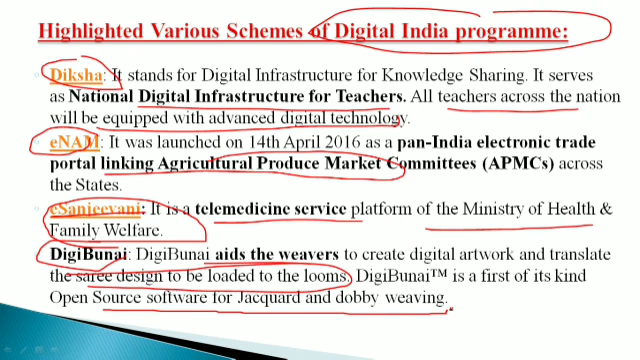 Highlighted Various Schemes of Digital India programme:
Diksha: It stands for Digital Infrastructure for Knowledge Sharing. It serves
as National Digital Infrastructure for Teachers. All teachers across the nation
will be equipped with advanced digital technology.
eNAM: It was launched on 14th April 2016 as a pan-India electronic trade
portal linking Agricultural Produce Market Committees (APMCs) across
the States.
eSanjeevani: It is a telemedicine service platform of the Ministry of Health &
Family Welfare.
DigiBunai: DigiBunai aids the weavers to create digital artwork and translate
the saree design to be loaded to the looms. DigiBunai™ is a first of its kind
Open Source software for Jacquard and dobby weaving.